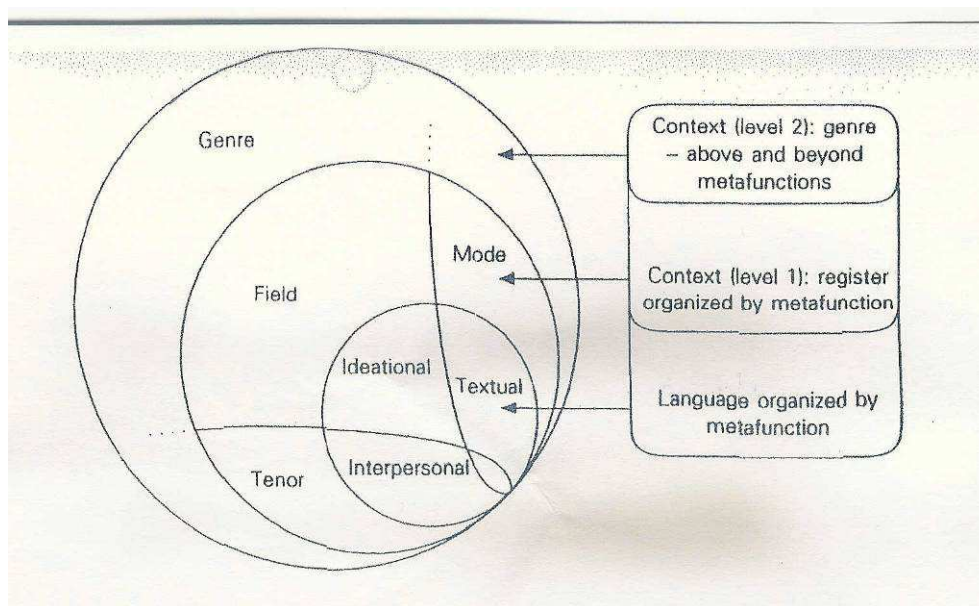 Genre
Context (level 2): genre
– above and beyond
metafunctions
Mode
Field
Context (level 1): register
organized by metafunction
Ideational
Textual
Language organized by
metafunction
Interpersonal
Tenor